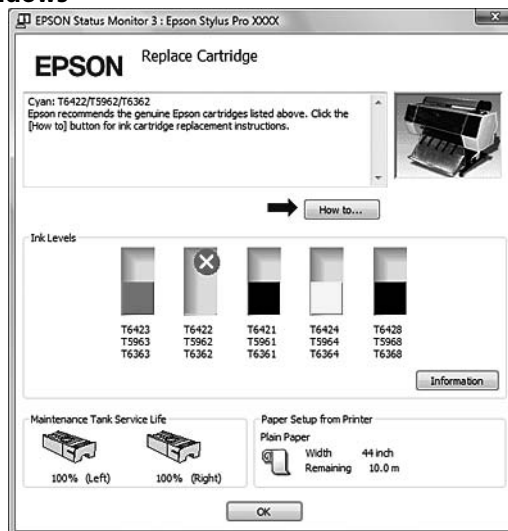 EPSON Status Monitor 3 : Epson Stylus Pro XXXX
EPSON
Replace Cartridge
Cyan: T6422/T5962/T6362
Epson recommends the genuine Epson cartridges listed above. Click the
[How to] button for ink cartridge replacement
instructions.
How to...
Ink Levels
T6423 T6422 T6421 T6424 T6428
T5963 T5962 T5961 T5964 T5968
T6363 T6362 T6361 T6364 T6368
Information
Maintenance Tank Service Life
100% (Left) 100% (Right)
Paper Setup from Printer
Plain Paper
Width 44 inch
Remaining 10.0 m
OK